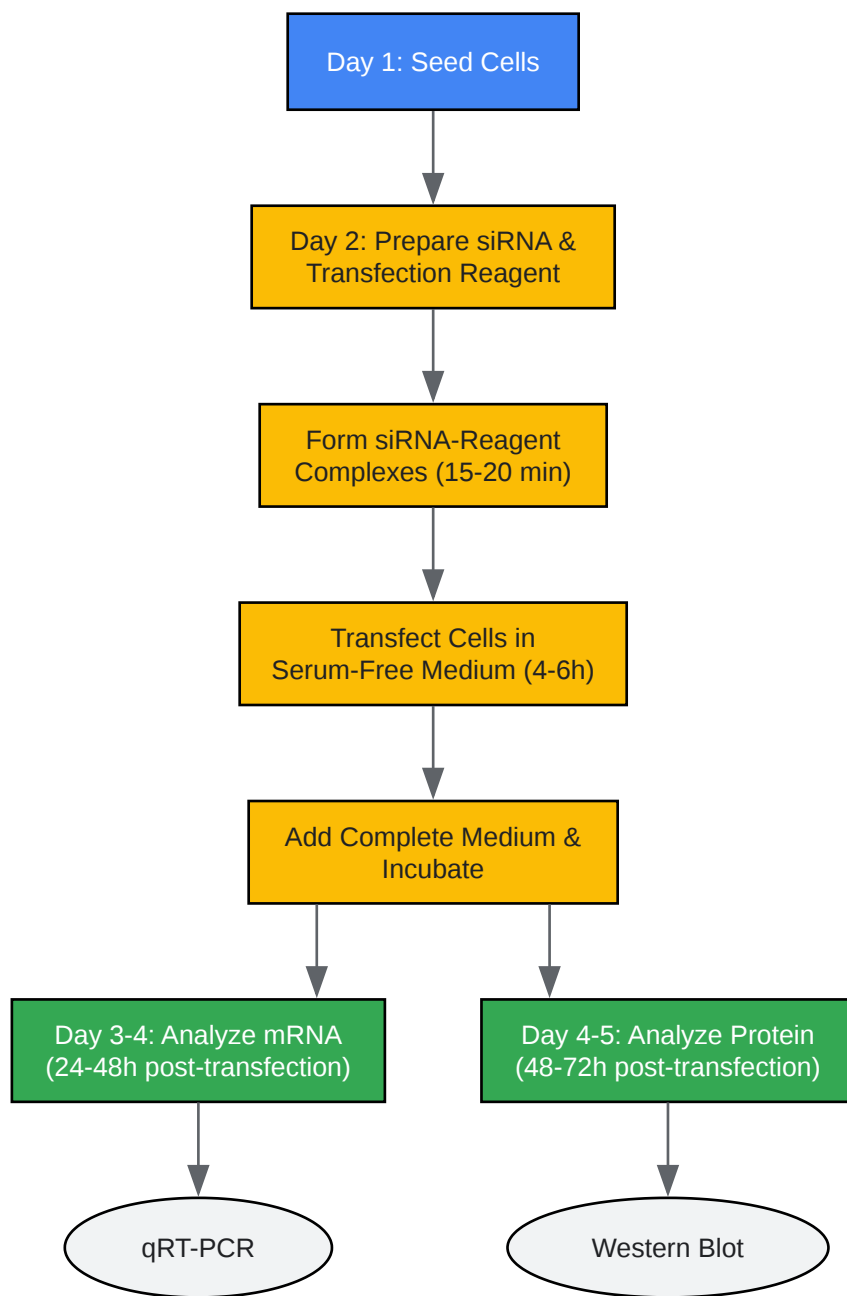 Day 1: Seed Cells
Day 2: Prepare siRNA &
Transfection Reagent
Form siRNA-Reagent
Complexes (15-20 min)
Transfect Cells in
Serum-Free Medium (4-6h)
Add Complete Medium &
Incubate
Day 3-4: Analyze mRNA
(24-48h post-transfection)
Day 4-5: Analyze Protein
(48-72h post-transfection)
qRT-PCR
Western Blot